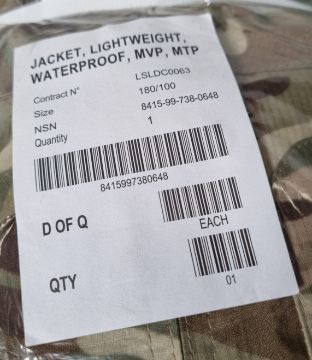 JACKET, LIGHTWEIGHT,
WATERPROOF, MVP, MTP
Contract N° LSLDC0063
Size 180/100
NSN 8415-99-738-0648
Quantity 1
8415997380648
D OF Q
EACH
QTY
01